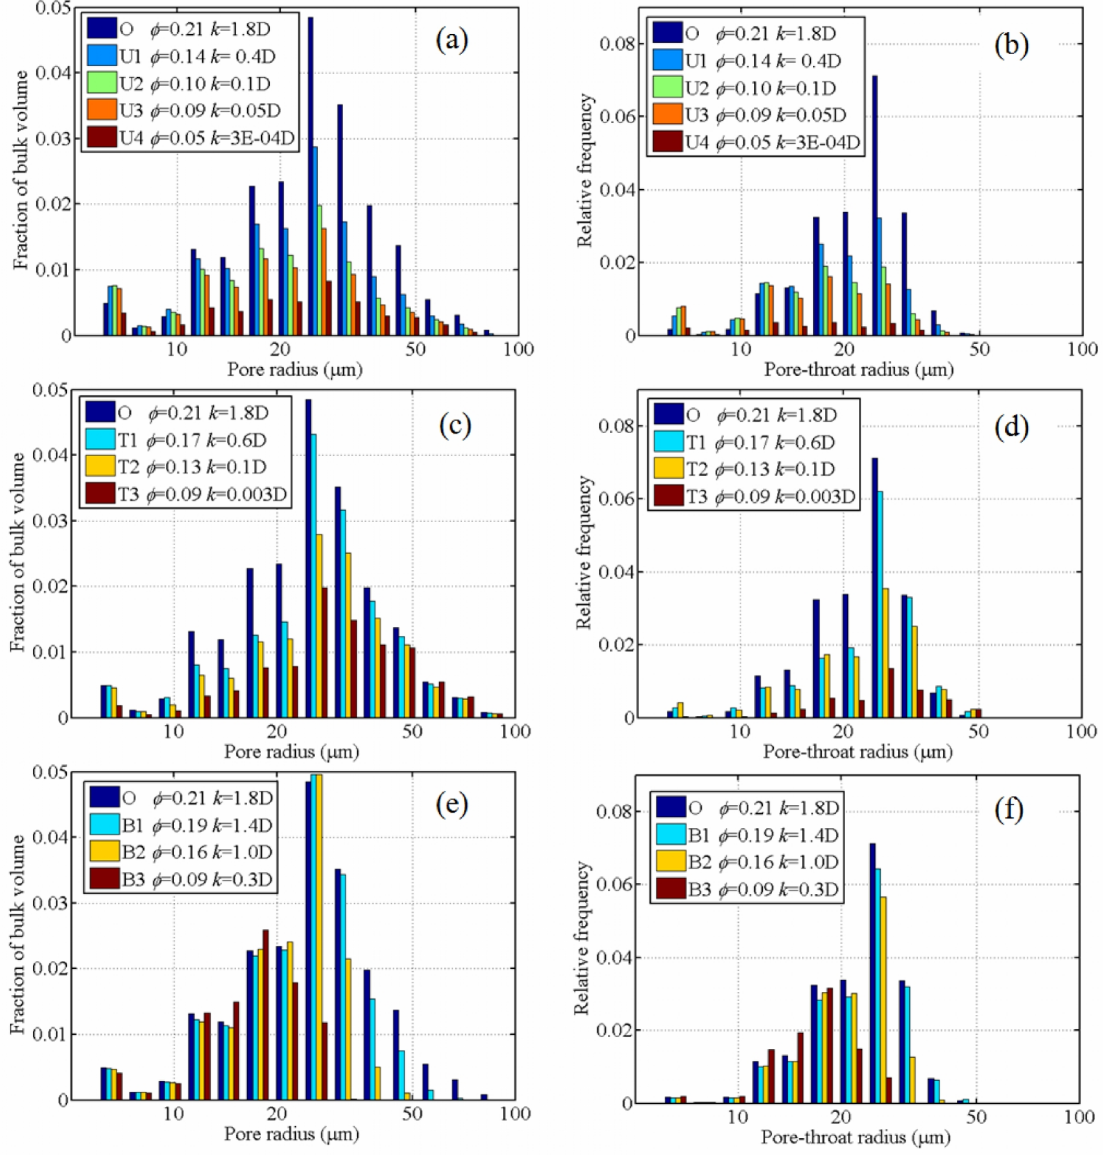 0.05
0.04
0.03
0.02
0.01
0
Fraction of bulk volume
O ϕ=0.21 k=1.8D
U1 ϕ=0.14 k= 0.4D
U2 ϕ=0.10 k=0.1D
U3 ϕ=0.09 k=0.05D
U4 ϕ=0.05 k=3E-04D
(a)
10 20 50 100
Pore radius (μm)
0.08
0.06
0.04
0.02
0
Relative frequency
O ϕ=0.21 k=1.8D
U1 ϕ=0.14 k= 0.4D
U2 ϕ=0.10 k=0.1D
U3 ϕ=0.09 k=0.05D
U4 ϕ=0.05 k=3E-04D
(b)
10 20 50 100
Pore-throat radius (μm)
0.05
0.04
0.03
0.02
0.01
0
Fraction of bulk volume
O ϕ=0.21 k=1.8D
T1 ϕ=0.17 k=0.6D
T2 ϕ=0.13 k=0.1D
T3 ϕ=0.09 k=0.003D
(c)
10 20 50 100
Pore radius (μm)
0.08
0.06
0.04
0.02
0
Relative frequency
O ϕ=0.21 k=1.8D
T1 ϕ=0.17 k=0.6D
T2 ϕ=0.13 k=0.1D
T3 ϕ=0.09 k=0.003D
(d)
10 20 50 100
Pore-throat radius (μm)
0.05
0.04
0.03
0.02
0.01
0
Fraction of bulk volume
O ϕ=0.21 k=1.8D
B1 ϕ=0.19 k=1.4D
B2 ϕ=0.16 k=1.0D
B3 ϕ=0.09 k=0.3D
(e)
10 20 50 100
Pore radius (μm)
0.08
0.06
0.04
0.02
0
Relative frequency
O ϕ=0.21 k=1.8D
B1 ϕ=0.19 k=1.4D
B2 ϕ=0.16 k=1.0D
B3 ϕ=0.09 k=0.3D
(f)
10 20 50 100
Pore-throat radius (μm)